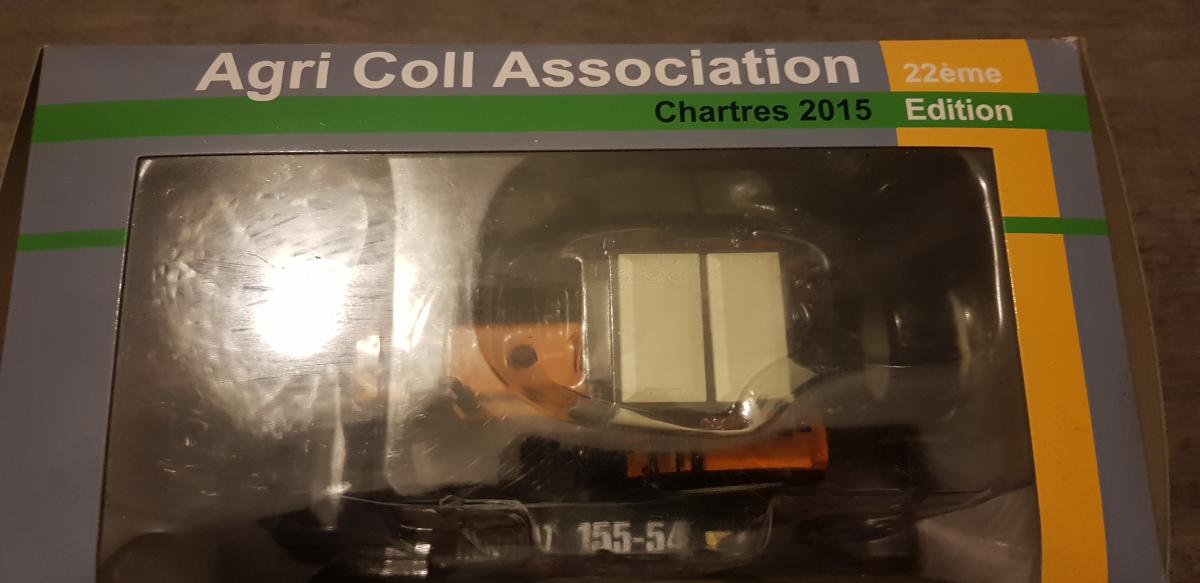 Agri Coll Association
22ème
Chartres 2015
Edition
155-54